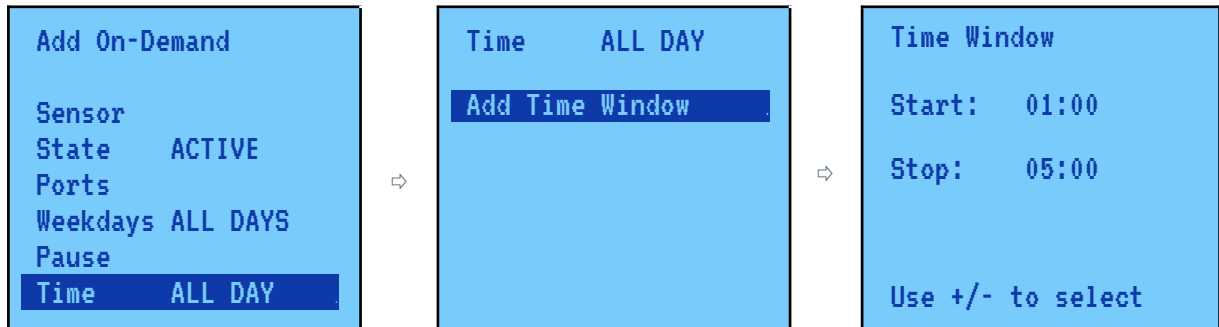 Add On-Demand
Sensor
State ACTIVE
Ports
Weekdays ALL DAYS
Pause
Time ALL DAY
Time ALL DAY
Add Time Window
Time Window
Start: 01:00
Stop: 05:00
Use +/- to select